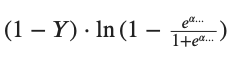 (1 − Y) · ln (1 − e^{α...} / 1+e^{α...})